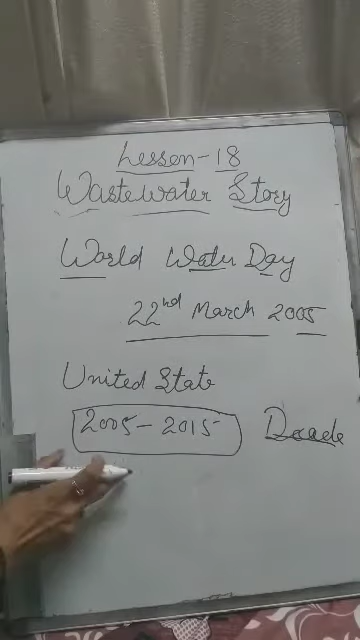 Lesson-18
Wastewater Story
World Water Day
22nd March 2005
United State
2005-2015 Decade